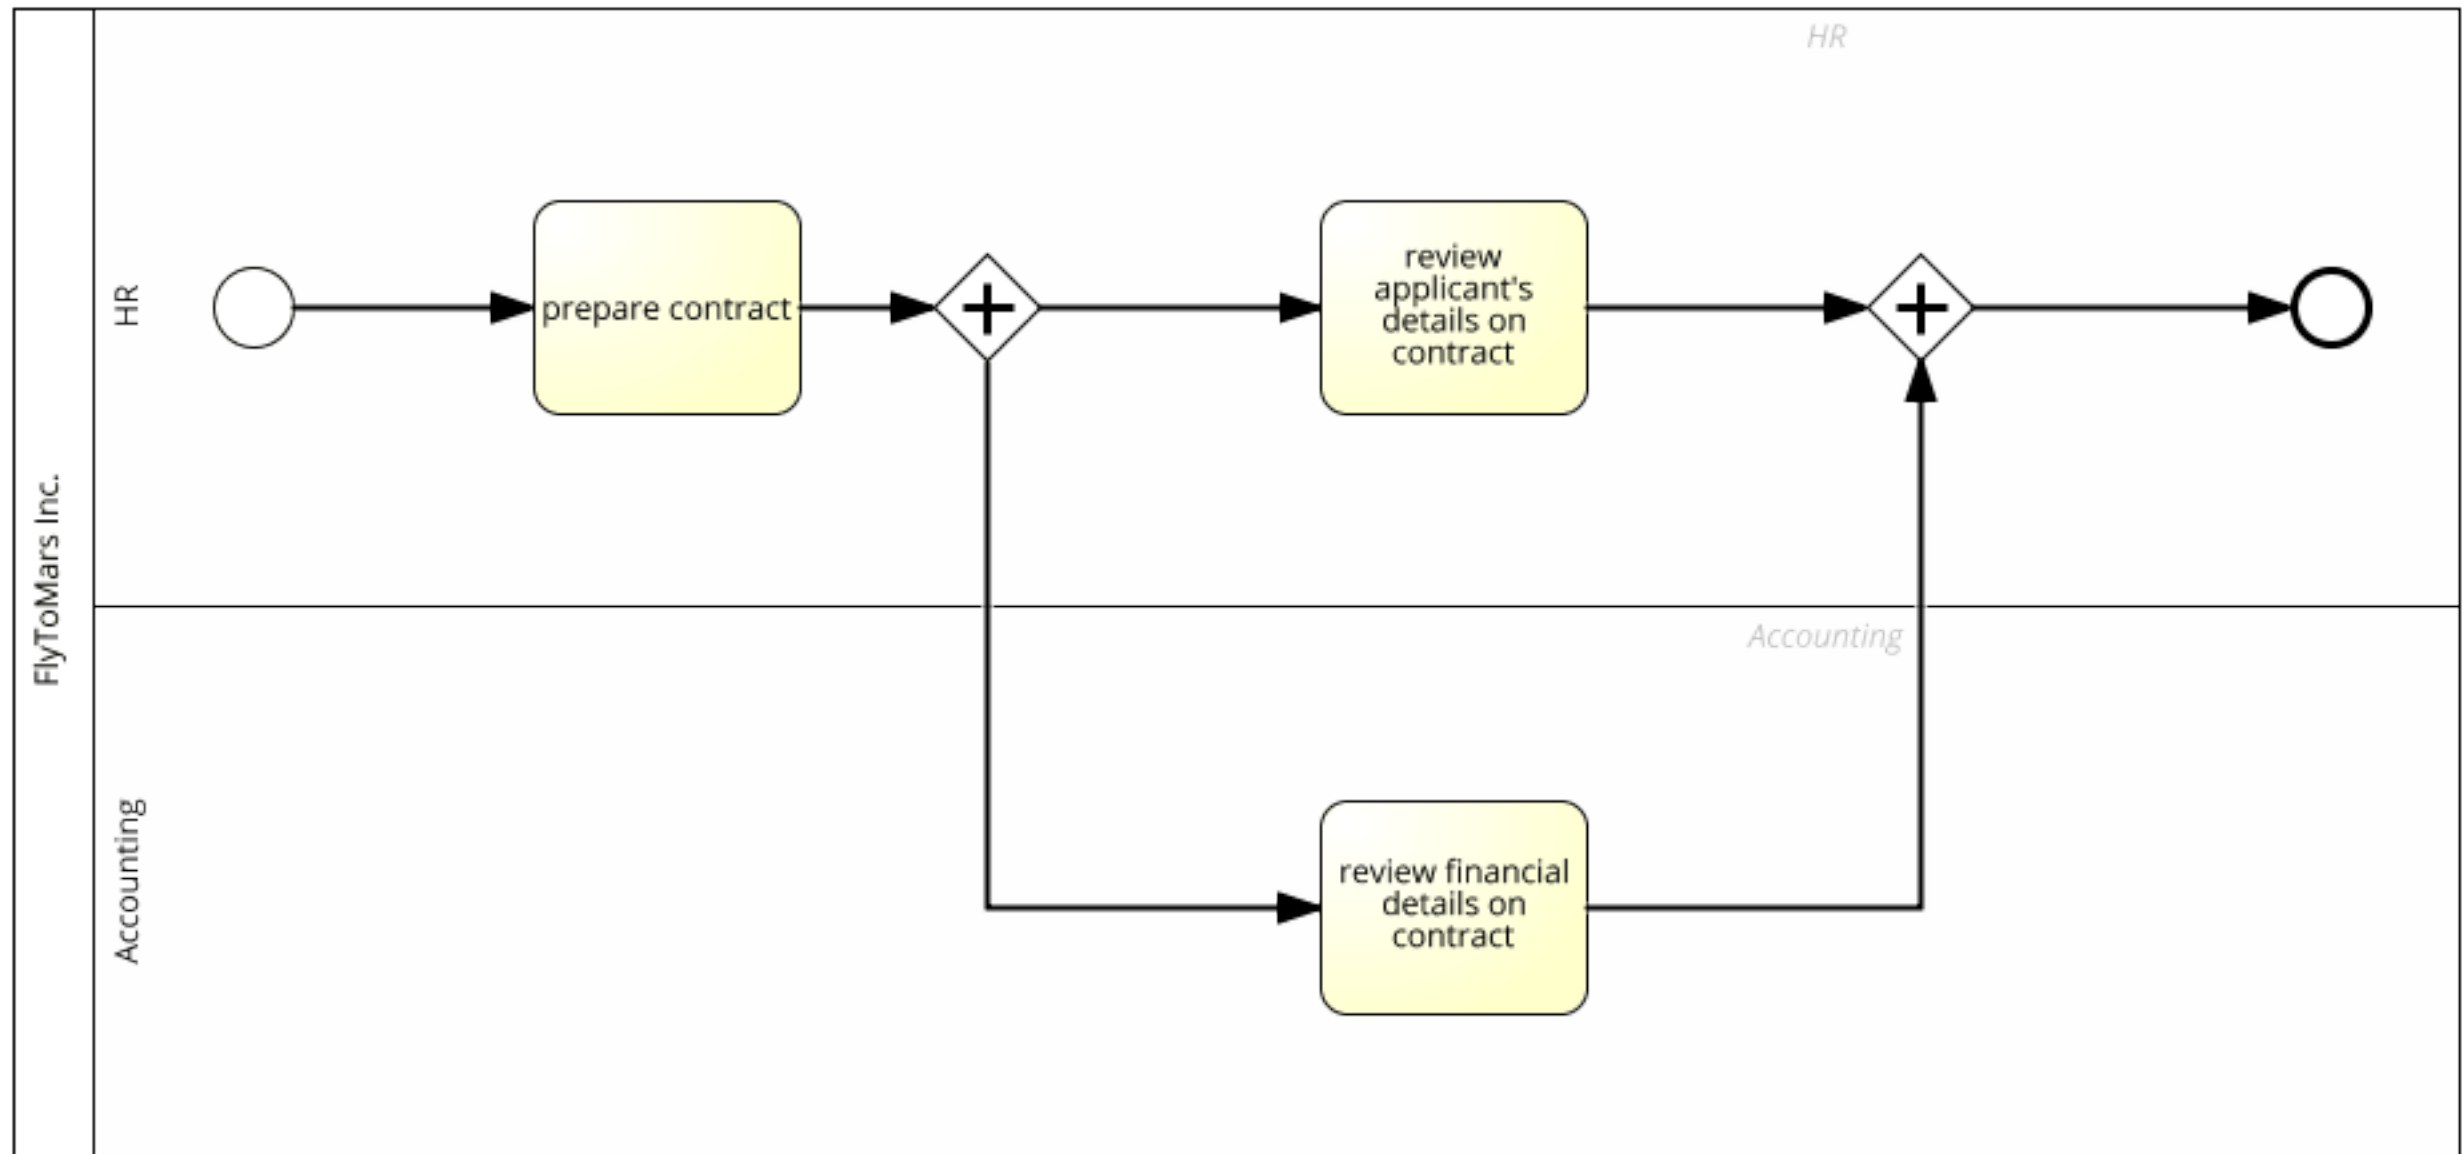 FlyToMars Inc.
HR
HR
prepare contract
review
applicant's
details on
contract
Accounting
Accounting
review financial
details on
contract